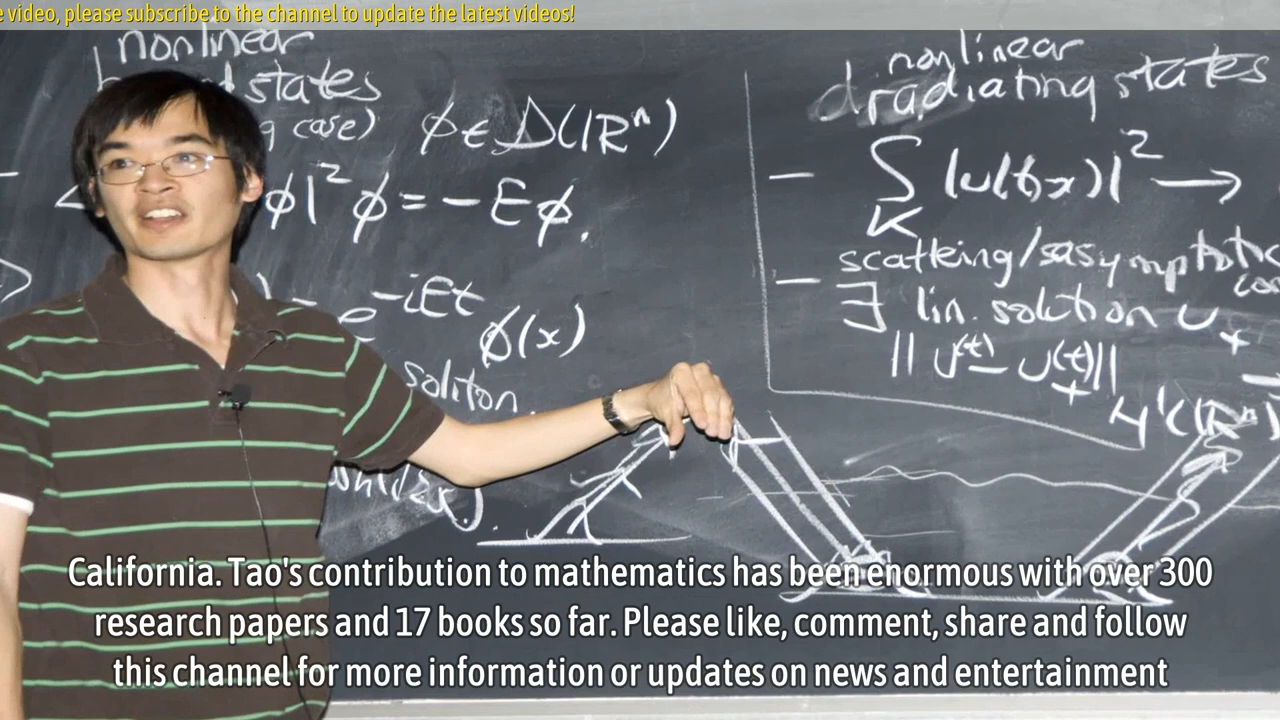 e video, please subscribe to the channel to update the latest videos!
nonlinear
states
case)
ϕ ∈ D(ℝⁿ)
ϕ|² ϕ = -Eϕ.
e^{-iEt} ϕ(x)
soliton.
nonlinear
radiating states
— ∫_K |u(t,x)|² →
scatteing/
— ∃ lin. solution u₊
|| u(t) - u₊(t)||
H¹(ℝⁿ)
California. Tao's contribution to mathematics has been enormous with over 300
research papers and 17 books so far. Please like, comment, share and follow
this channel for more information or updates on news and entertainment